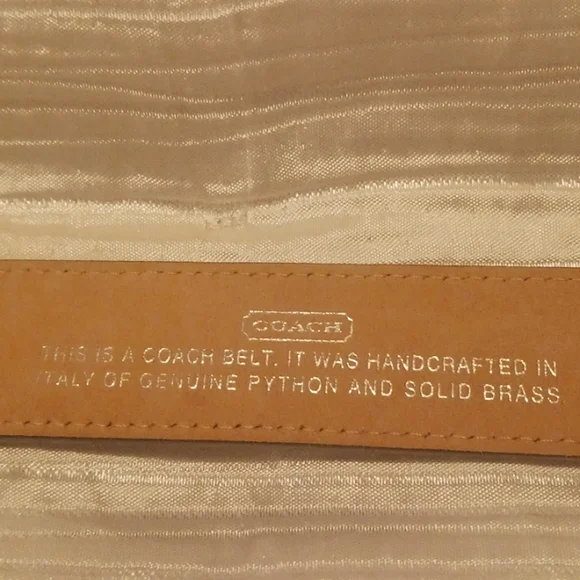 COACH
THIS IS A COACH BELT. IT WAS HANDCRAFTED IN
ITALY OF GENUINE PYTHON AND SOLID BRASS.